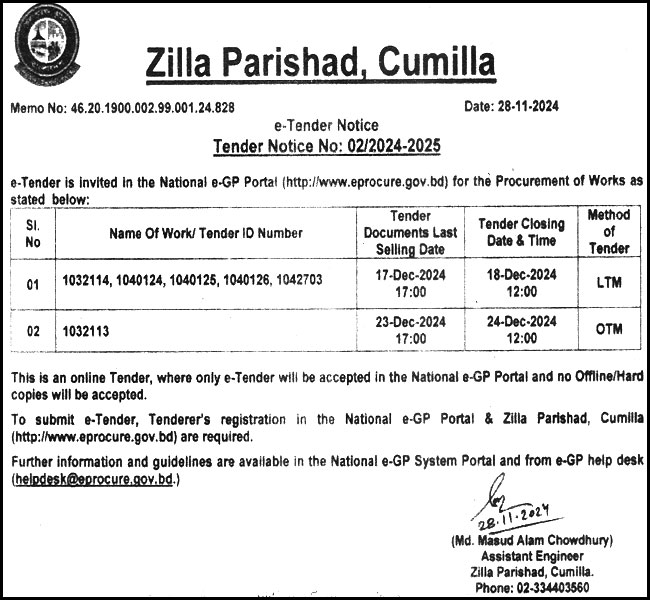 Zilla Parishad, Cumilla
Memo No: 46.20.1900.002.99.001.24.828 Date: 28-11-2024
e-Tender Notice
Tender Notice No: 02/2024-2025
e-Tender is invited in the National e-GP Portal (http://www.eprocure.gov.bd) for the Procurement of Works as
stated below:
Sl. No Name Of Work/ Tender ID Number Tender Documents Last Selling Date Tender Closing Date & Time Method of Tender
01 1032114, 1040124, 1040125, 1040126, 1042703 17-Dec-2024 17:00 18-Dec-2024 12:00 LTM
02 1032113 23-Dec-2024 17:00 24-Dec-2024 12:00 OTM
This is an online Tender, where only e-Tender will be accepted in the National e-GP Portal and no Offline/Hard
copies will be accepted.
To submit e-Tender, Tenderer's registration in the National e-GP Portal & Zilla Parishad, Cumilla
(http://www.eprocure.gov.bd) are required.
Further information and guidelines are available in the National e-GP System Portal and from e-GP help desk
(helpdesk@eprocure.gov.bd.)
28.11.2024
(Md. Masud Alam Chowdhury)
Assistant Engineer
Zilla Parishad, Cumilla.
Phone: 02-334403560